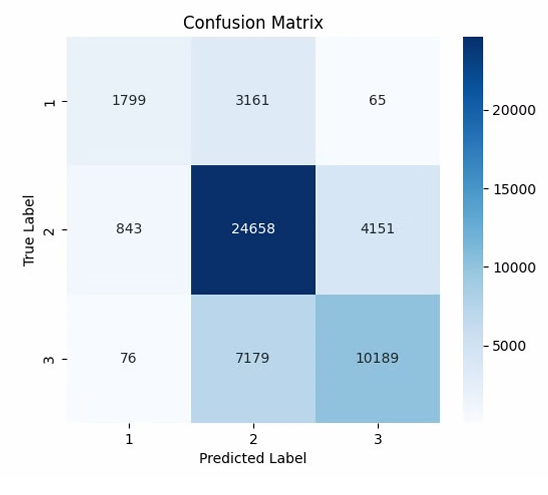 Confusion Matrix
1 1799 3161 65
2 843 24658 4151
3 76 7179 10189
1 2 3
True Label
Predicted Label
20000
15000
10000
5000